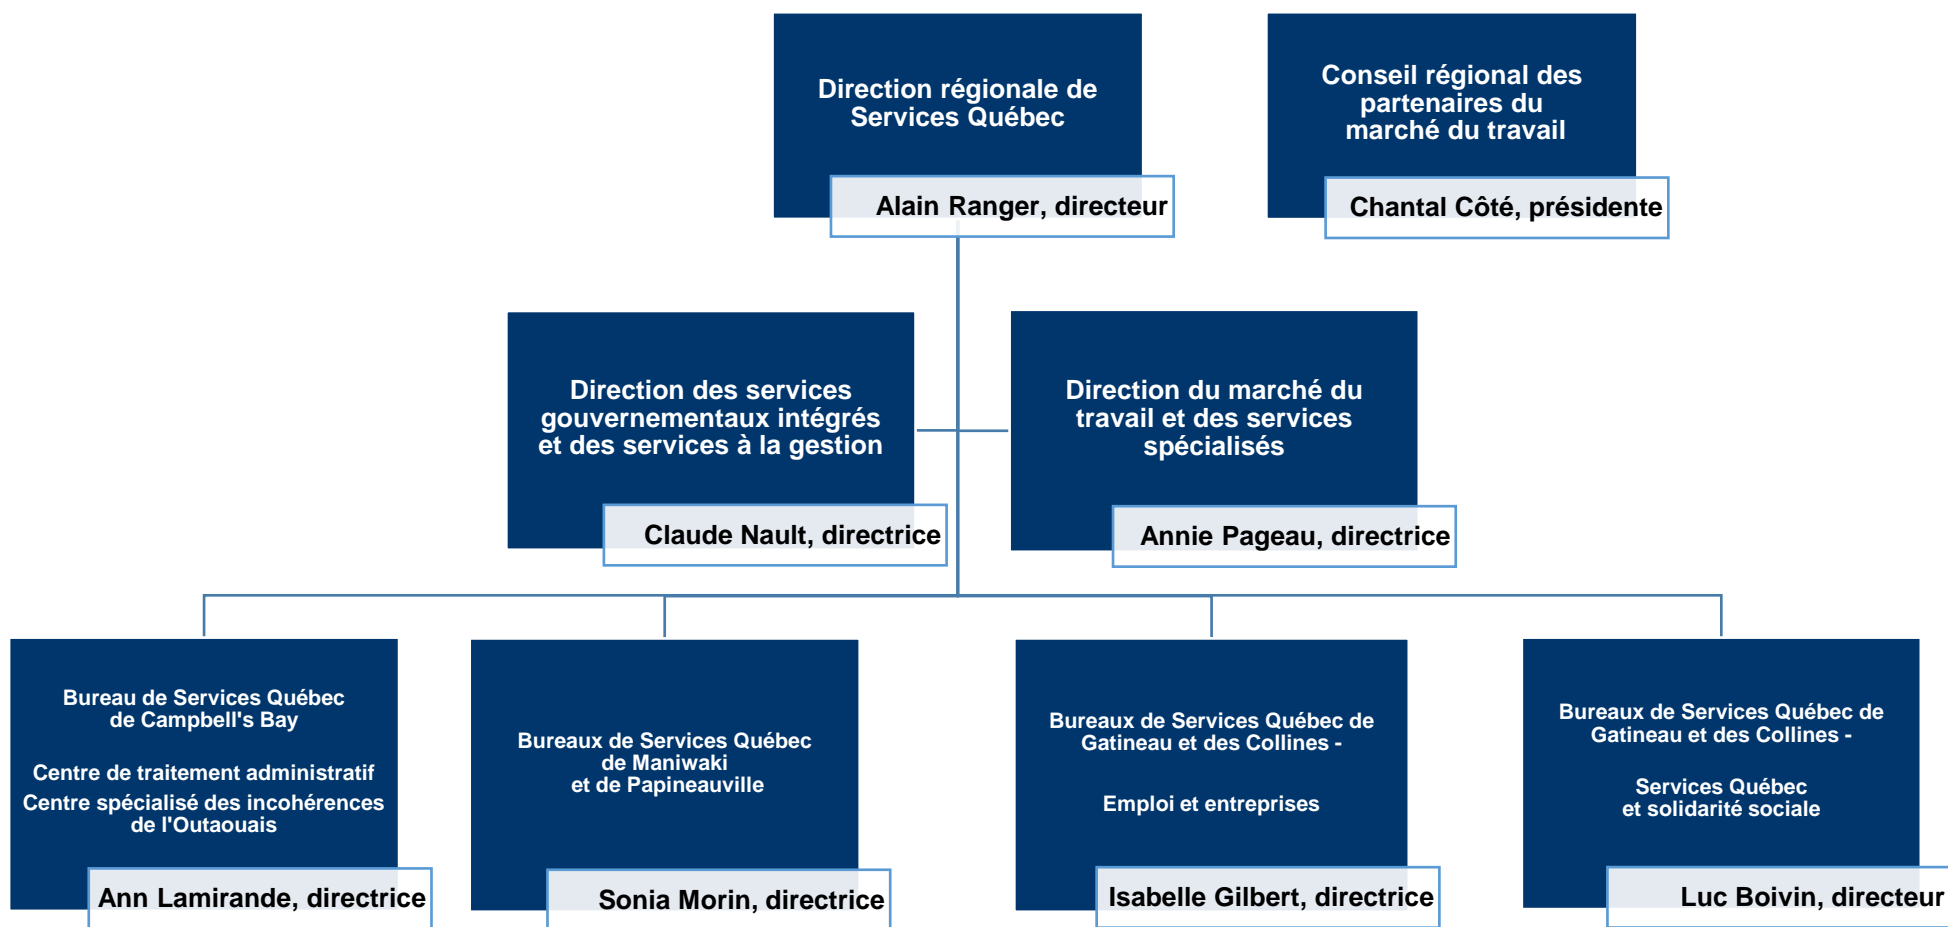 Direction régionale de
Services Québec
Alain Ranger, directeur
Conseil régional des
partenaires du
marché du travail
Chantal Côté, présidente
Direction des services
gouvernementaux intégrés
et des services à la gestion
Claude Nault, directrice
Direction du marché du
travail et des services
spécialisés
Annie Pageau, directrice
Bureau de Services Québec
de Campbell's Bay
Centre de traitement administratif
Centre spécialisé des incohérences
de l'Outaouais
Ann Lamirande, directrice
Bureaux de Services Québec
de Maniwaki
et de Papineauville
Sonia Morin, directrice
Bureaux de Services Québec de
Gatineau et des Collines -
Emploi et entreprises
Isabelle Gilbert, directrice
Bureaux de Services Québec de
Gatineau et des Collines -
Services Québec
et solidarité sociale
Luc Boivin, directeur